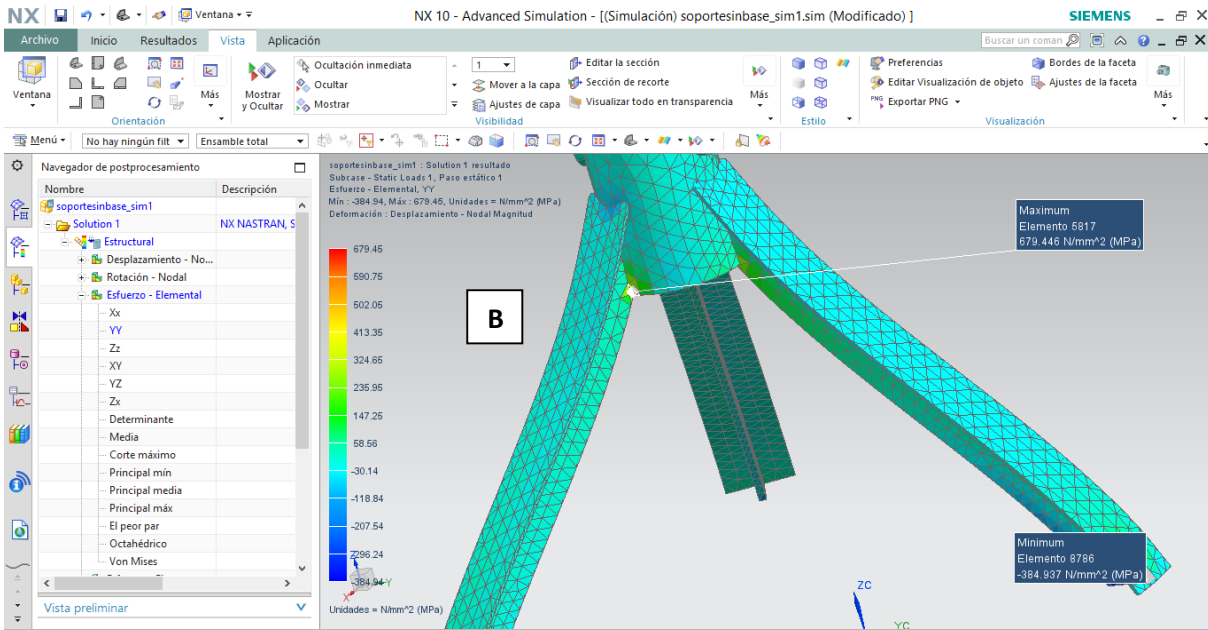 NX
Ventana
NX 10 - Advanced Simulation - [(Simulación) soportesinbase_sim1.sim (Modificado) ]
SIEMENS
Archivo
Inicio
Resultados
Vista
Aplicación
Buscar un coman
Ventana
Más
Orientación
Mostrar
y Ocultar
Ocultación inmediata
Ocultar
Mostrar
1
Mover a la capa
Ajustes de capa
Editar la sección
Sección de recorte
Visualizar todo en transparencia
Más
Visibilidad
Estilo
Preferencias
Editar Visualización de objeto
PNG Exportar PNG
Bordes de la faceta
Ajustes de la faceta
Más
Visualización
Menú
No hay ningún filt
Ensamble total
Navegador de postprocesamiento
Nombre
Descripción
soportesinbase_sim1
Solution 1
NX NASTRAN, S
Estructural
Desplazamiento - No...
Rotación - Nodal
Esfuerzo - Elemental
Xx
YY
Zz
XY
YZ
Zx
Determinante
Media
Corte máximo
Principal mín
Principal media
Principal máx
El peor par
Octahédrico
Von Mises
Vista preliminar
soportesinbase_sim1 : Solution 1 resultado
Subcase - Static Loads 1, Paso estático 1
Esfuerzo - Elemental, YY
Mín : -384.94, Máx : 679.45, Unidades = N/mm^2 (MPa)
Deformación : Desplazamiento - Nodal Magnitud
679.45
590.75
502.05
413.35
324.65
235.95
147.25
58.56
-30.14
-118.84
-207.54
-296.24
-384.94
Z
Y
X
Unidades = N/mm^2 (MPa)
B
Maximum
Elemento 5817
679.446 N/mm^2 (MPa)
Minimum
Elemento 8786
-384.937 N/mm^2 (MPa)
ZC
YC